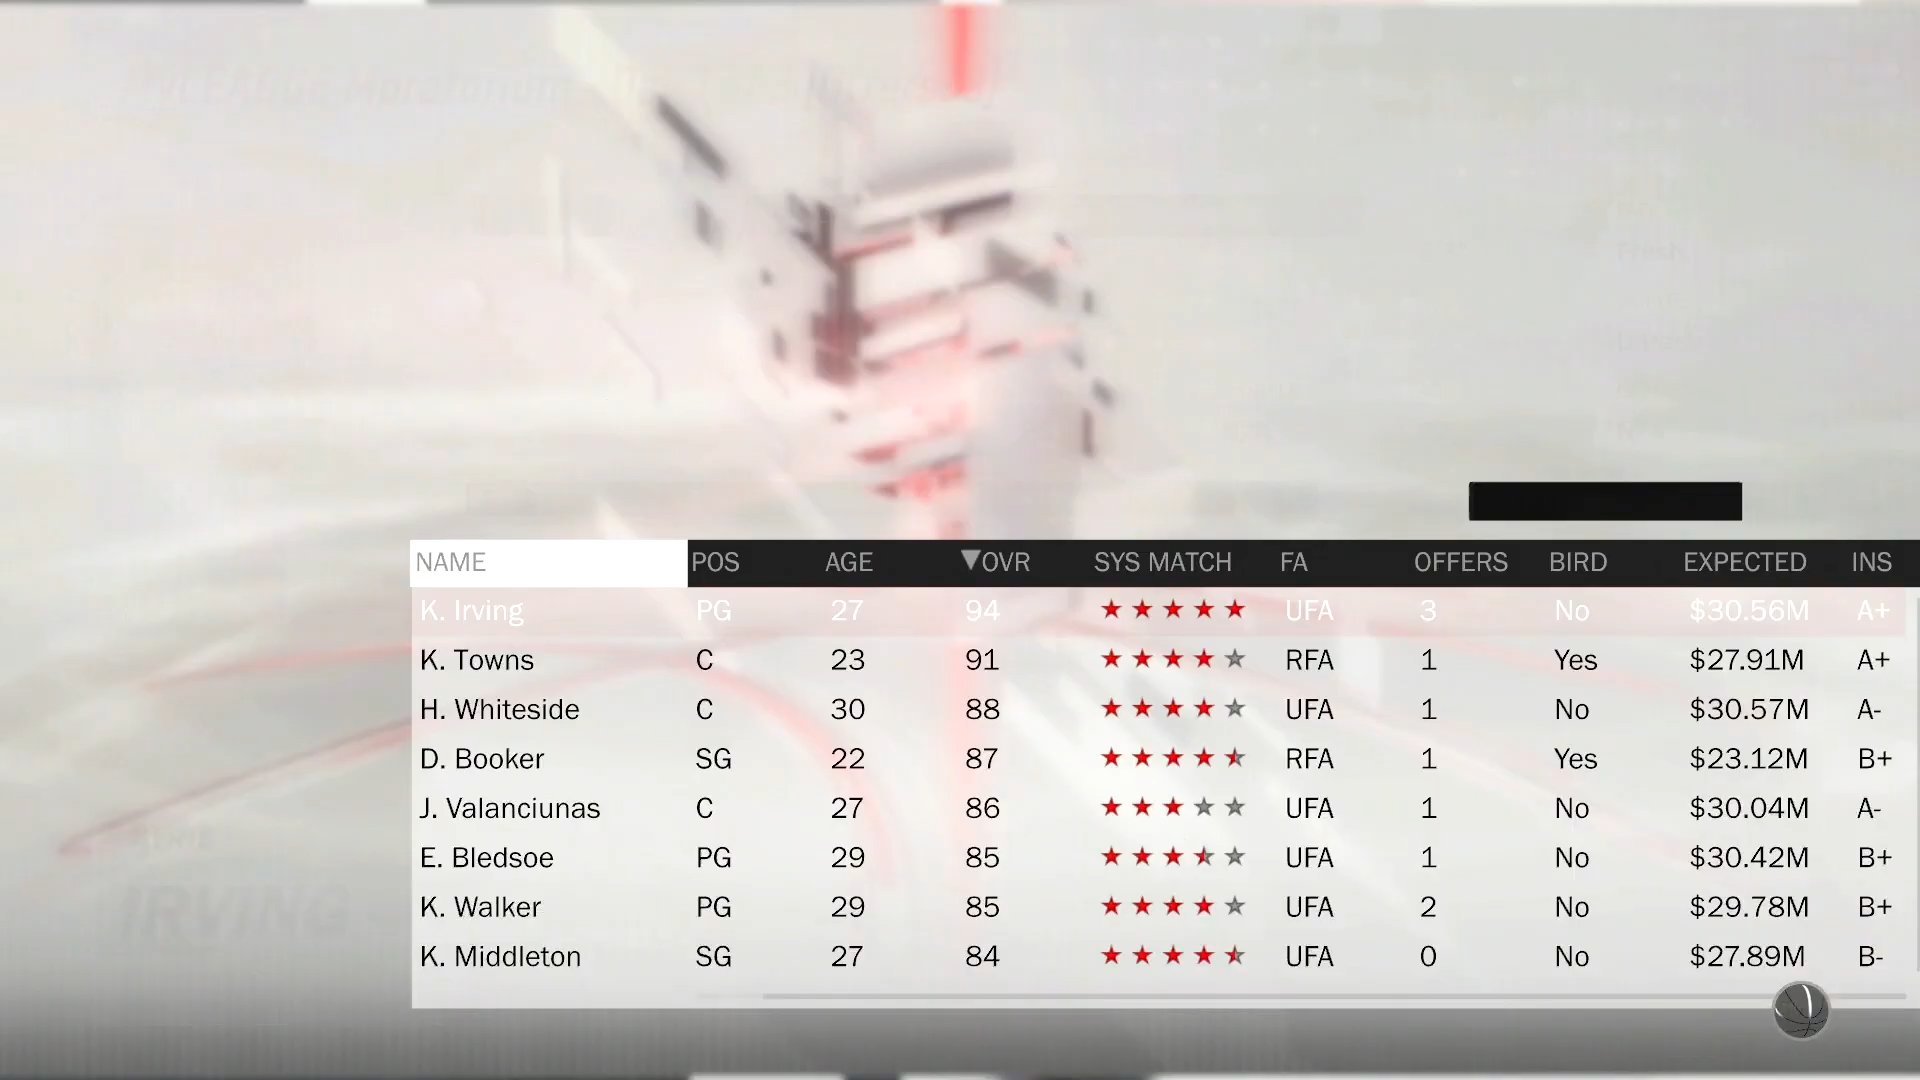 NAME POS AGE ▼OVR SYS MATCH FA OFFERS BIRD EXPECTED INS
K. Irving PG 27 94 UFA 3 No $30.56M A+
K. Towns C 23 91 RFA 1 Yes $27.91M A+
H. Whiteside C 30 88 UFA 1 No $30.57M A-
D. Booker SG 22 87 RFA 1 Yes $23.12M B+
J. Valanciunas C 27 86 UFA 1 No $30.04M A-
E. Bledsoe PG 29 85 UFA 1 No $30.42M B+
K. Walker PG 29 85 UFA 2 No $29.78M B+
K. Middleton SG 27 84 UFA 0 No $27.89M B-
IRVING